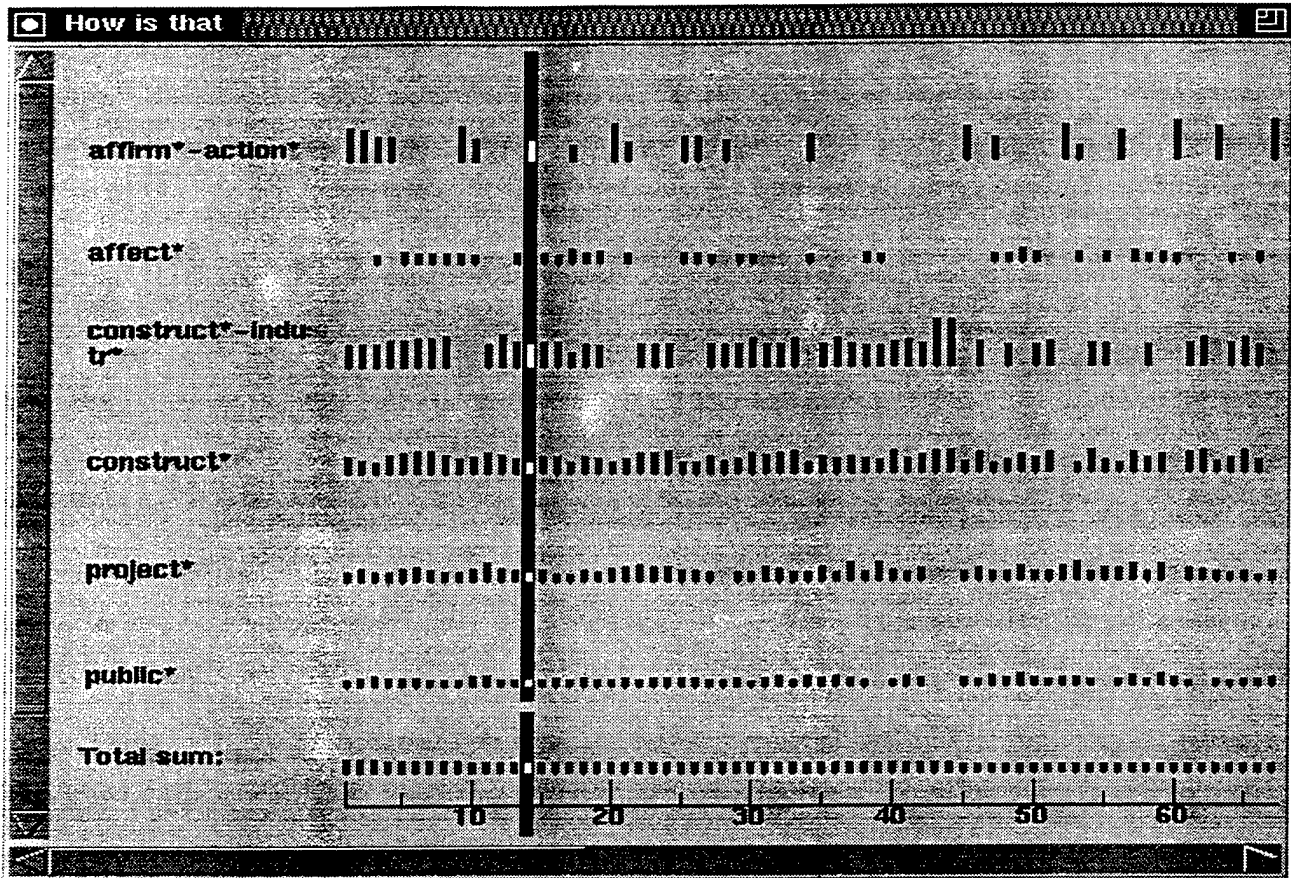 How is that
affirm*-action*
affect*
construct*-indus-
tr*
construct*
project*
public*
Total sum:
10 20 30 40 50 60